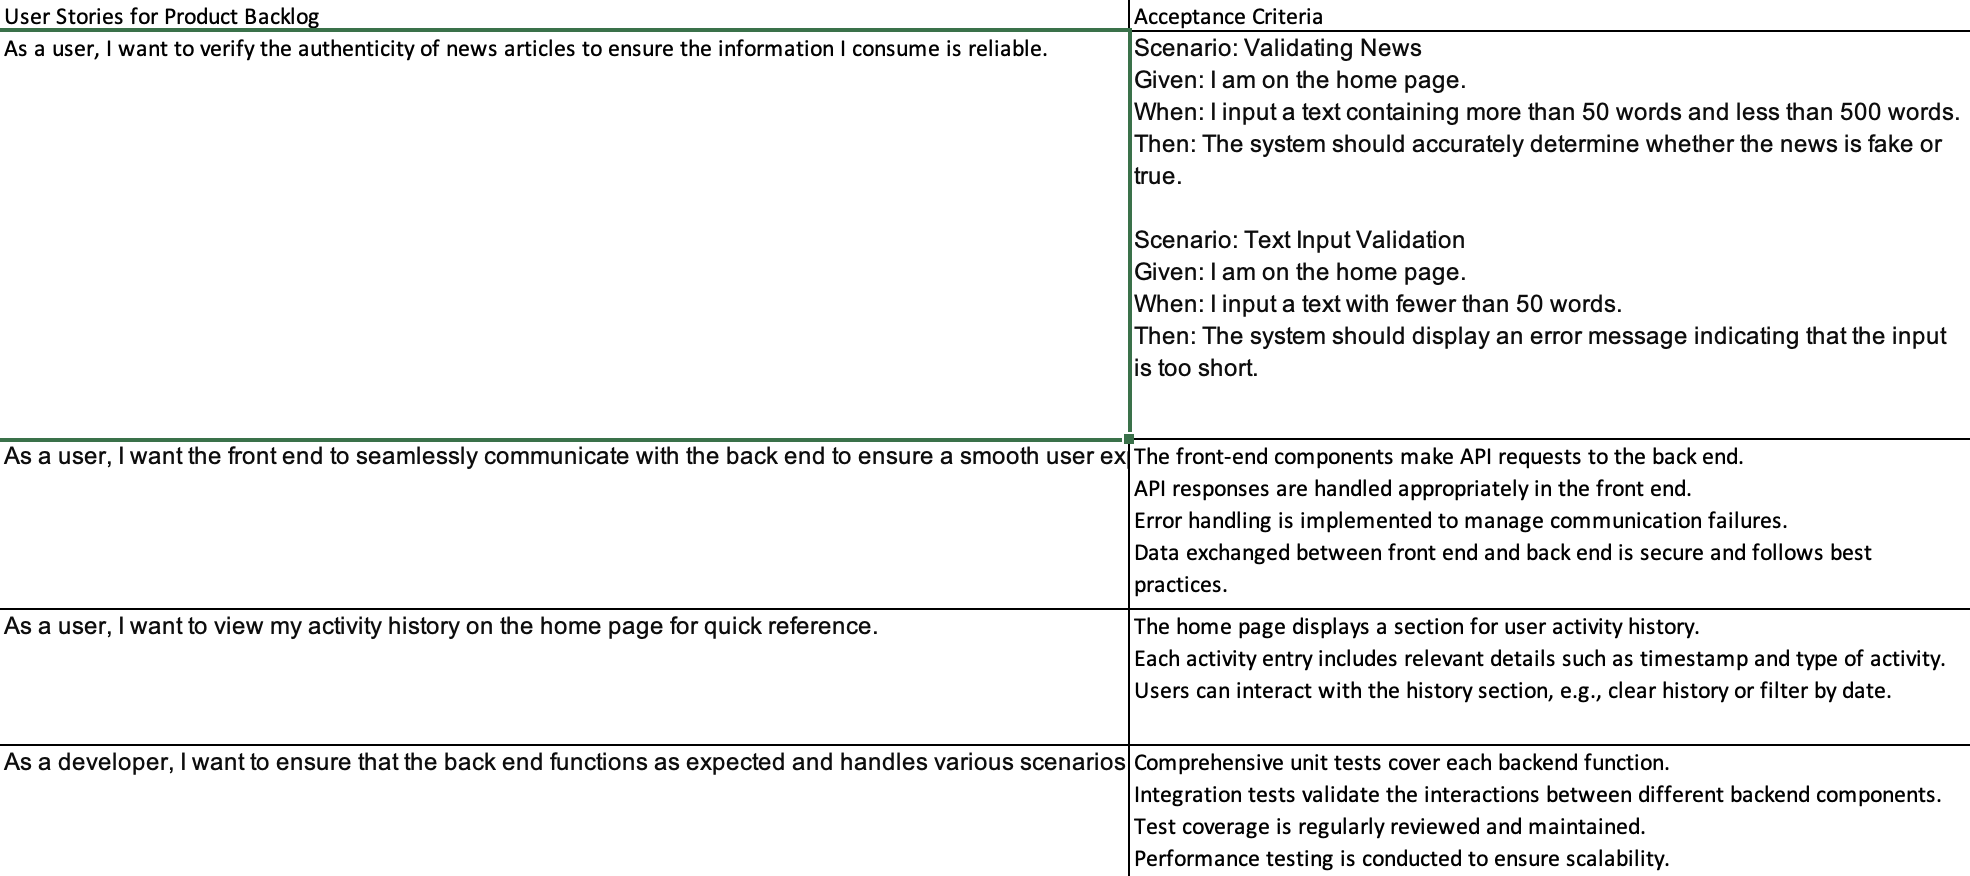 User Stories for Product Backlog
Acceptance Criteria
As a user, I want to verify the authenticity of news articles to ensure the information I consume is reliable.
Scenario: Validating News
Given: I am on the home page.
When: I input a text containing more than 50 words and less than 500 words.
Then: The system should accurately determine whether the news is fake or
true.
Scenario: Text Input Validation
Given: I am on the home page.
When: I input a text with fewer than 50 words.
Then: The system should display an error message indicating that the input
is too short.
As a user, I want the front end to seamlessly communicate with the back end to ensure a smooth user
The front-end components make API requests to the back end.
API responses are handled appropriately in the front end.
Error handling is implemented to manage communication failures.
Data exchanged between front end and back end is secure and follows best
practices.
As a user, I want to view my activity history on the home page for quick reference.
The home page displays a section for user activity history.
Each activity entry includes relevant details such as timestamp and type of activity.
Users can interact with the history section, e.g., clear history or filter by date.
As a developer, I want to ensure that the back end functions as expected and handles various scenarios
Comprehensive unit tests cover each backend function.
Integration tests validate the interactions between different backend components.
Test coverage is regularly reviewed and maintained.
Performance testing is conducted to ensure scalability.